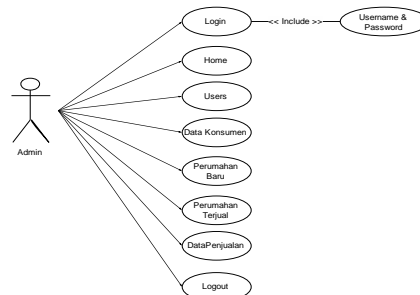 Login
<< Include >>
Username &
Password
Home
Users
Data Konsumen
Admin
Perumahan
Baru
Perumahan
Terjual
DataPenjualan
Logout